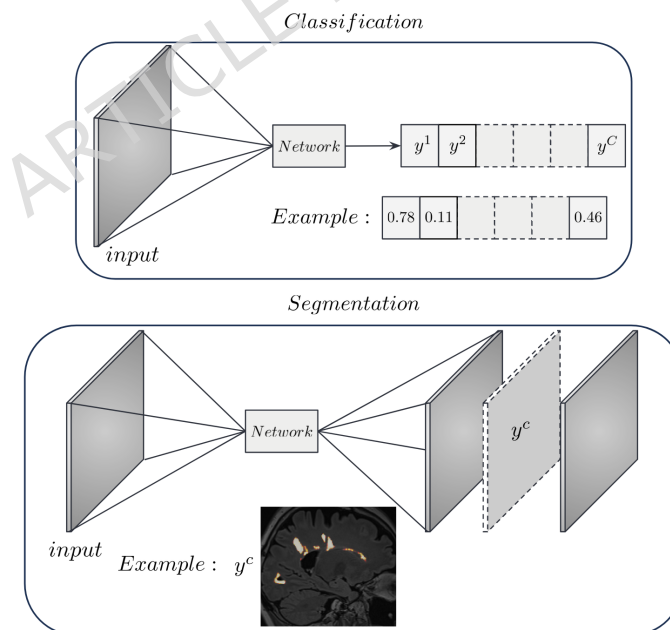 Classification
ARTICLE
Network
y¹ y² yᶜ
Example : 0.78 0.11 0.46
input
Segmentation
Network
yᶜ
input
Example : yᶜ